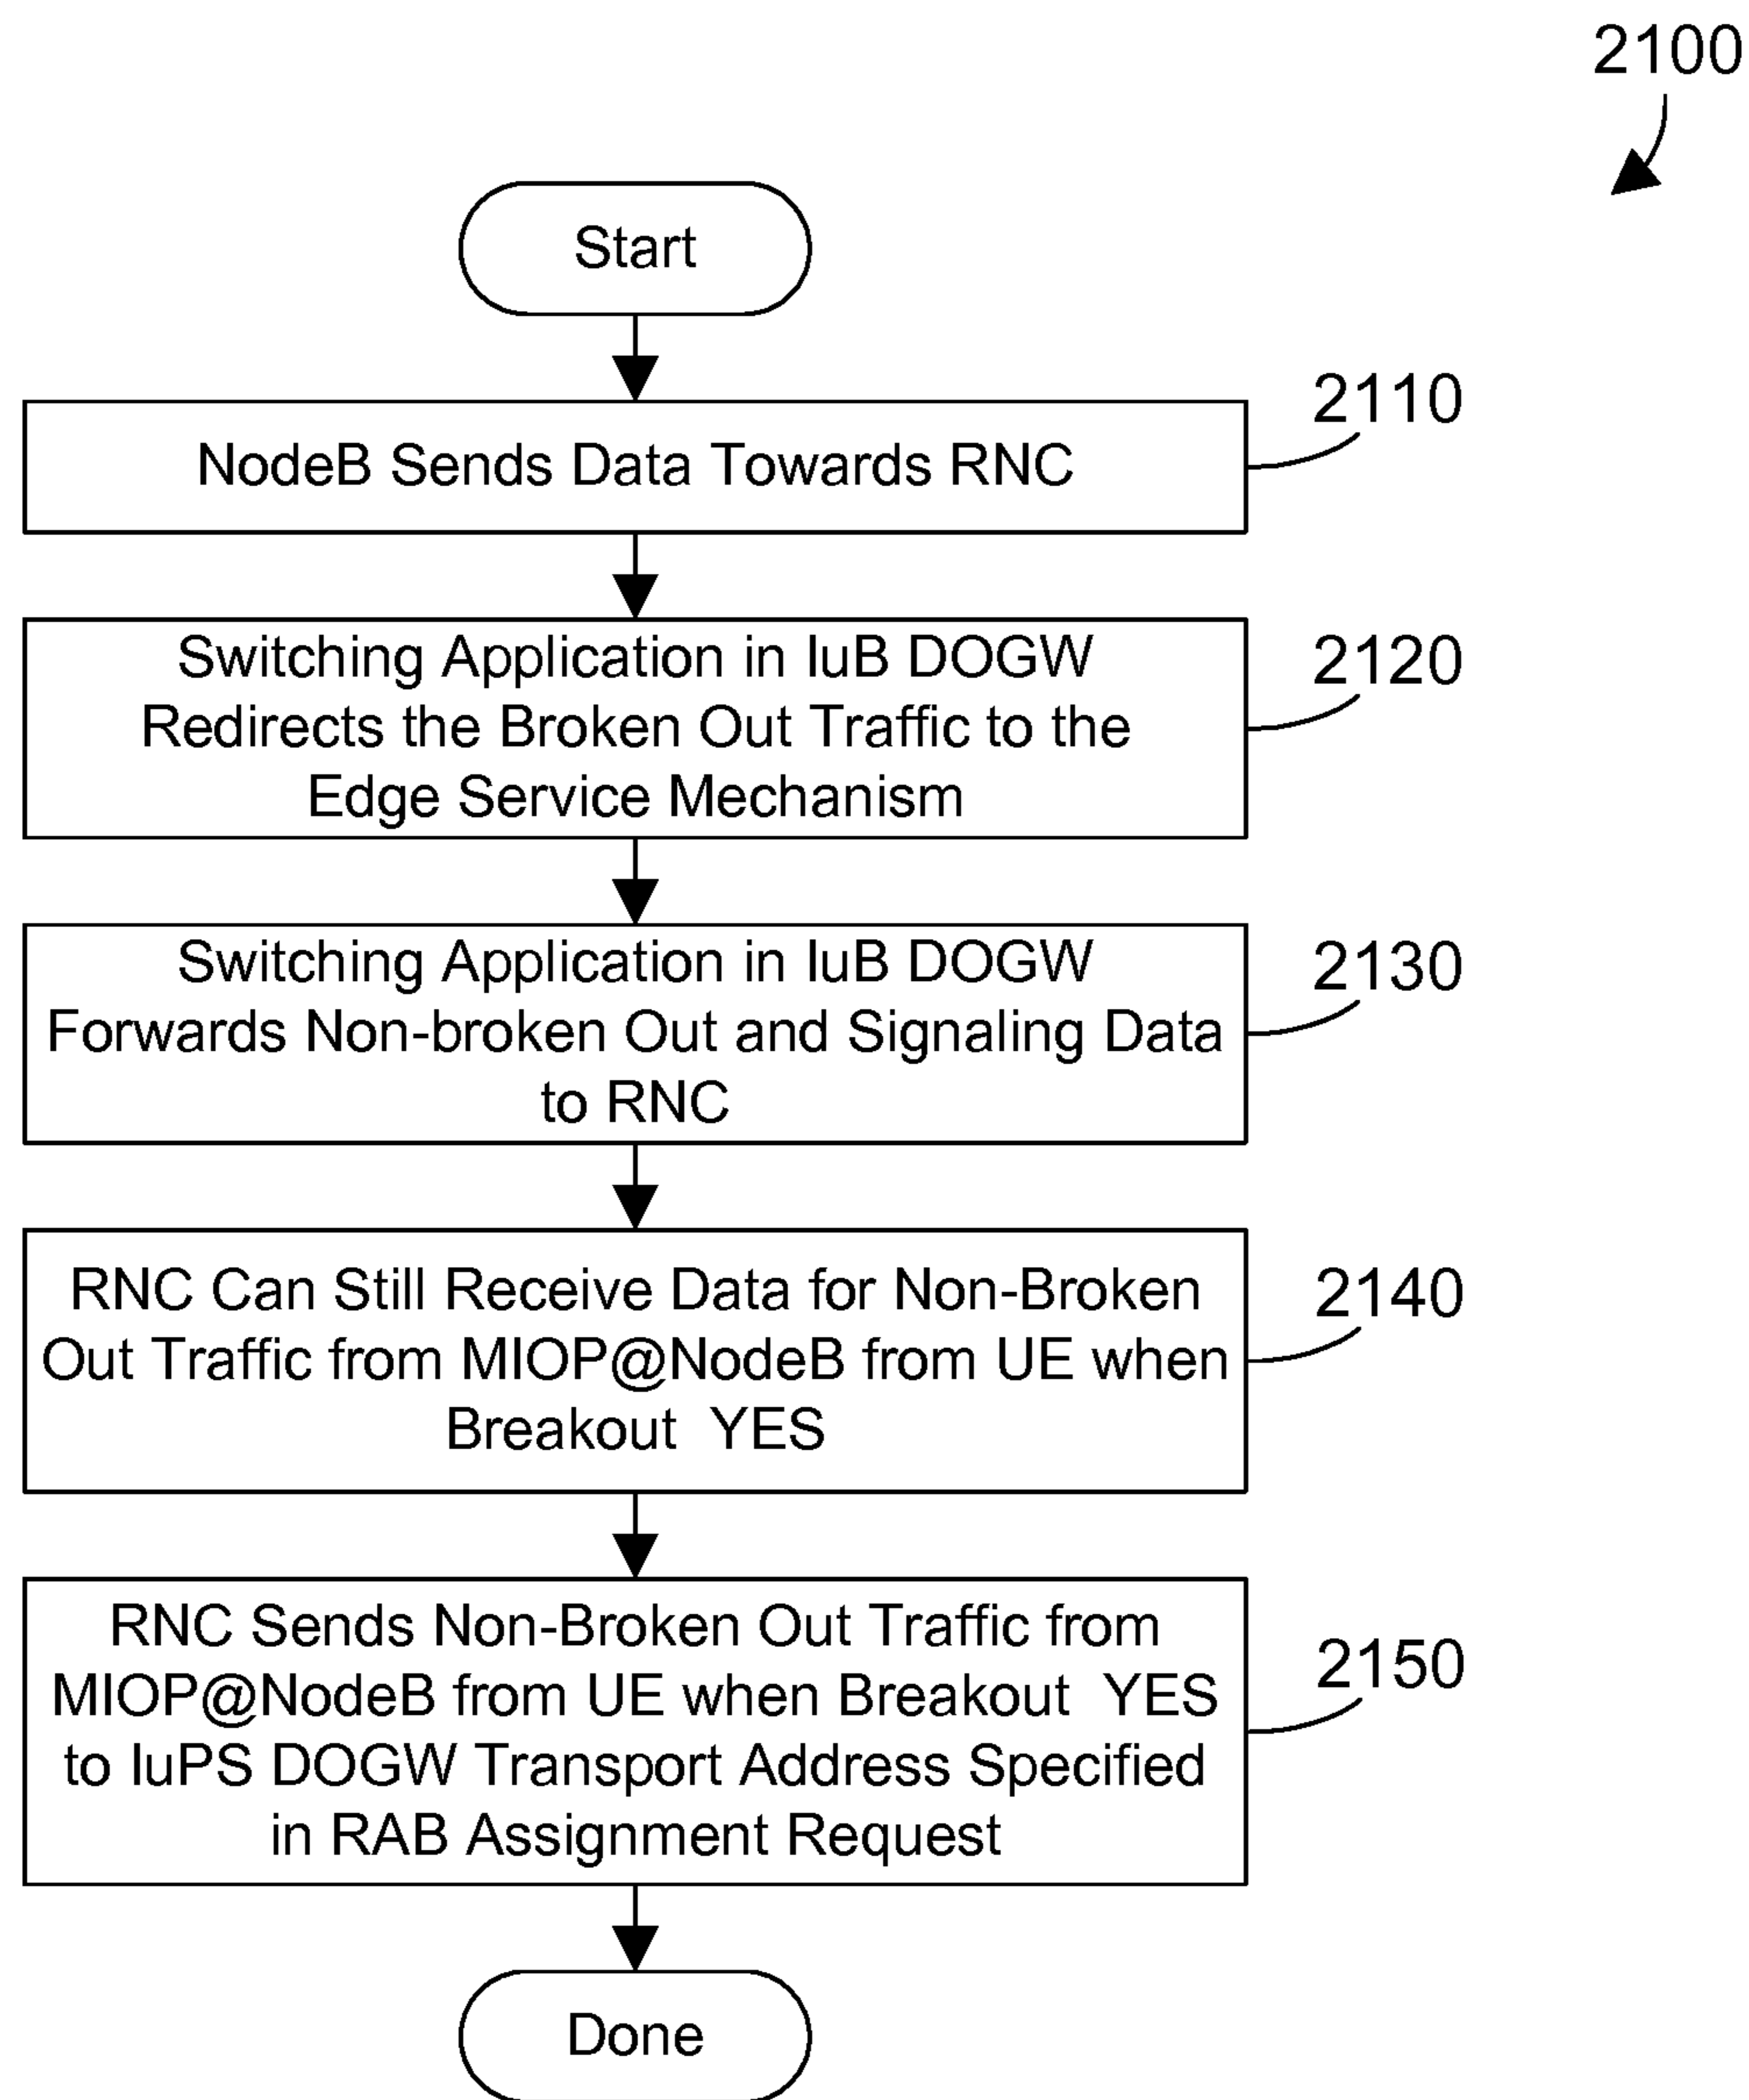 2100
Start
2110
NodeB Sends Data Towards RNC
2120
Switching Application in IuB DOGW
Redirects the Broken Out Traffic to the
Edge Service Mechanism
2130
Switching Application in IuB DOGW
Forwards Non-broken Out and Signaling Data
to RNC
2140
RNC Can Still Receive Data for Non-Broken
Out Traffic from MIOP@NodeB from UE when
Breakout  YES
2150
RNC Sends Non-Broken Out Traffic from
MIOP@NodeB from UE when Breakout  YES
to IuPS DOGW Transport Address Specified
in RAB Assignment Request
Done